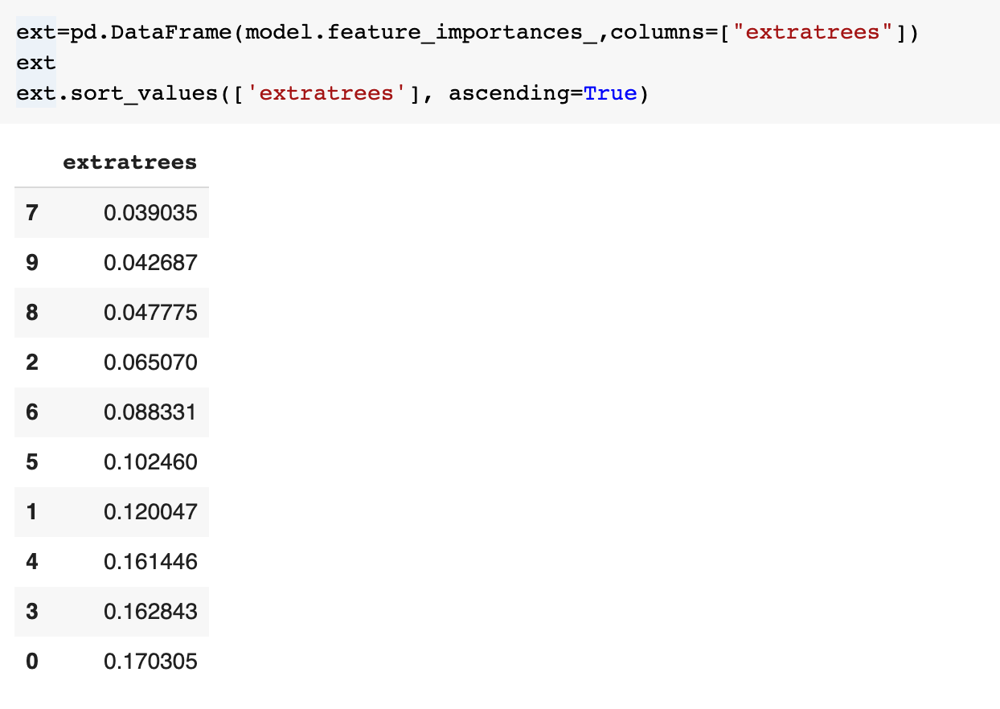 ext=pd.DataFrame(model.feature_importances_,columns=["extratrees"])
ext
ext.sort_values(['extratrees'], ascending=True)
extratrees
7 0.039035
9 0.042687
8 0.047775
2 0.065070
6 0.088331
5 0.102460
1 0.120047
4 0.161446
3 0.162843
0 0.170305